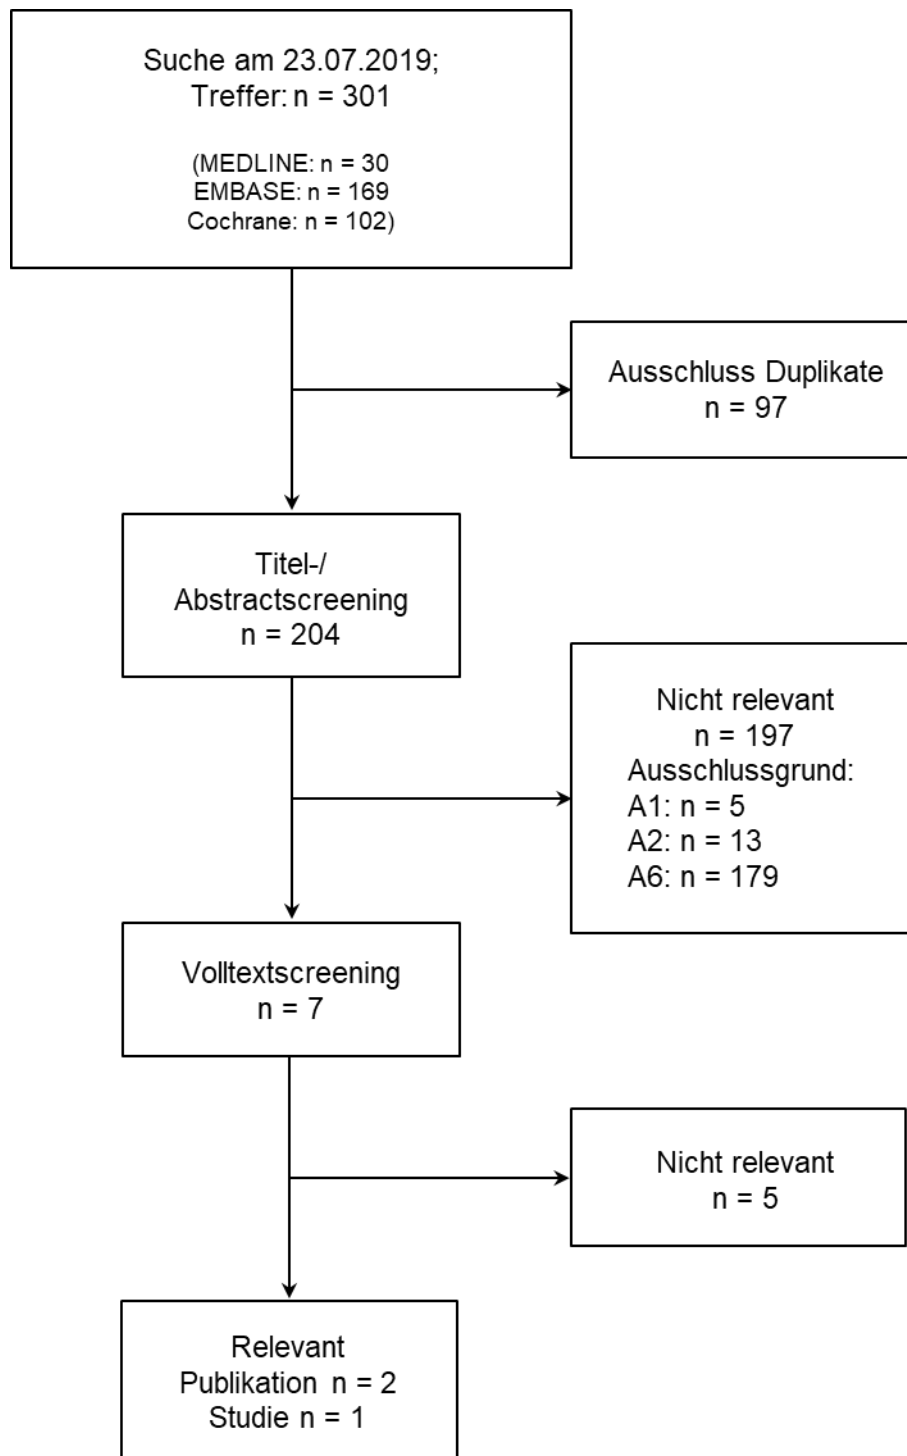 Suche am 23.07.2019;
Treffer: n = 301
(MEDLINE: n = 30
EMBASE: n = 169
Cochrane: n = 102)
Ausschluss Duplikate
n = 97
Titel-/
Abstractscreening
n = 204
Nicht relevant
n = 197
Ausschlussgrund:
A1: n = 5
A2: n = 13
A6: n = 179
Volltextscreening
n = 7
Nicht relevant
n = 5
Relevant
Publikation n = 2
Studie n = 1